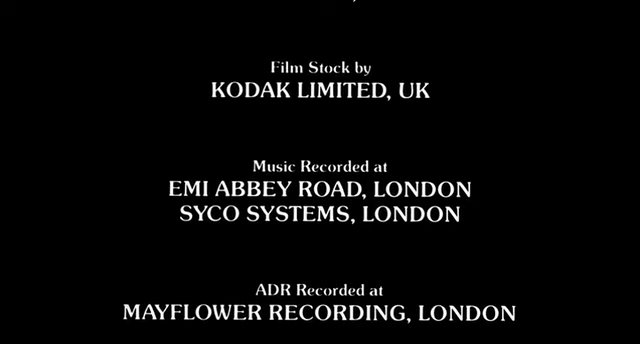 Film Stock by
KODAK LIMITED, UK
Music Recorded at
EMI ABBEY ROAD, LONDON
SYCO SYSTEMS, LONDON
ADR Recorded at
MAYFLOWER RECORDING, LONDON